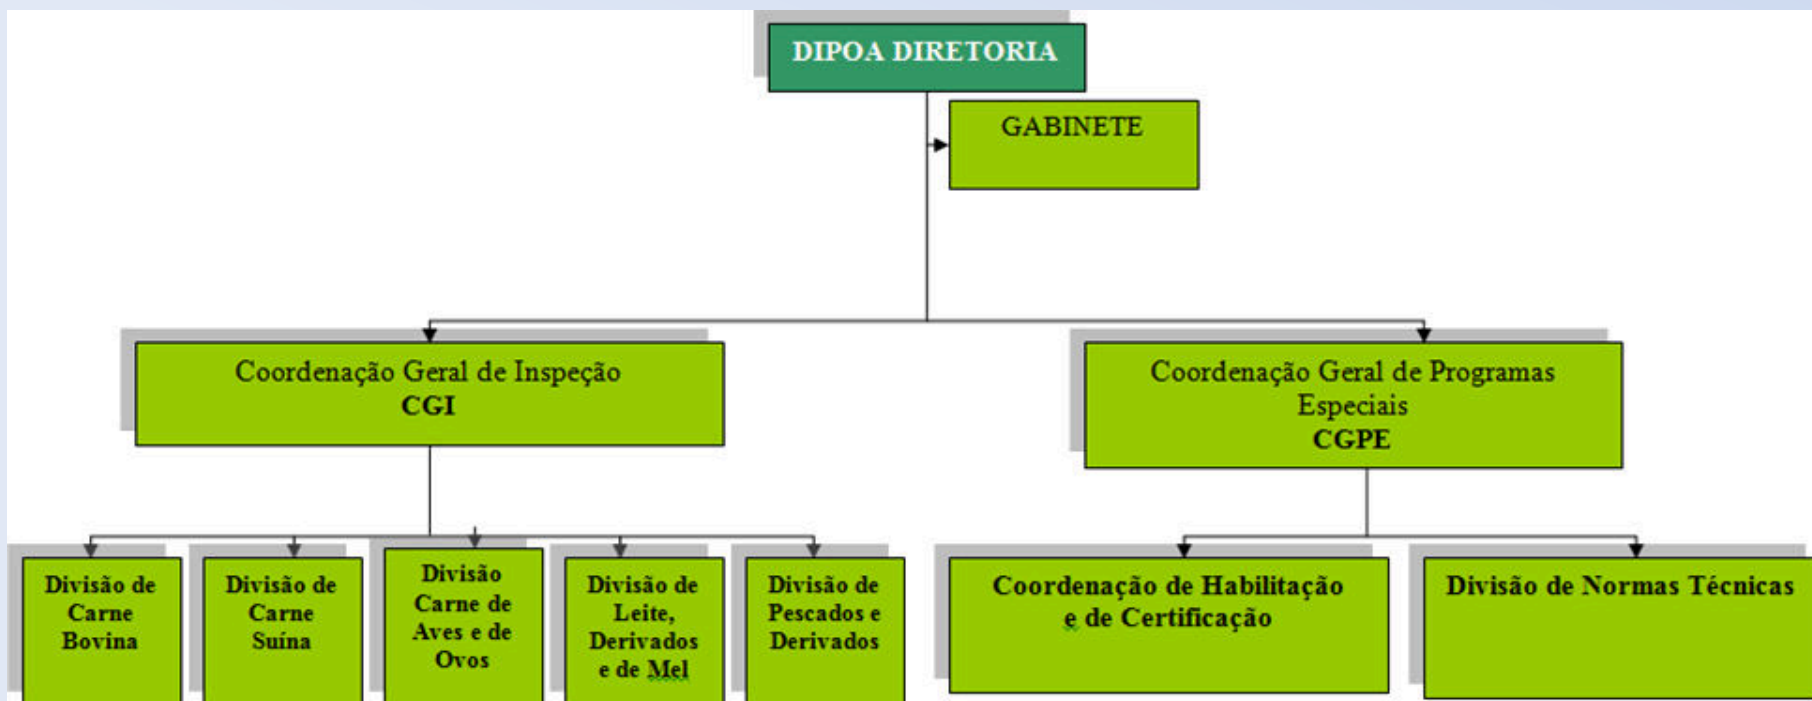 DIPOA DIRETORIA
GABINETE
Coordenação Geral de Inspeção
CGI
Coordenação Geral de Programas
Especiais
CGPE
Divisão de
Carne
Bovina
Divisão de
Carne
Suína
Divisão
Carne de
Aves e de
Ovos
Divisão de
Leite,
Derivados
e de Mel
Divisão de
Pescados e
Derivados
Coordenação de Habilitação
e de Certificação
Divisão de Normas Técnicas